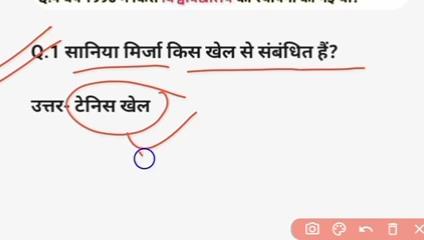 Q.1 सानिया मिर्जा किस खेल से संबंधित हैं?
उत्तर- टेनिस खेल